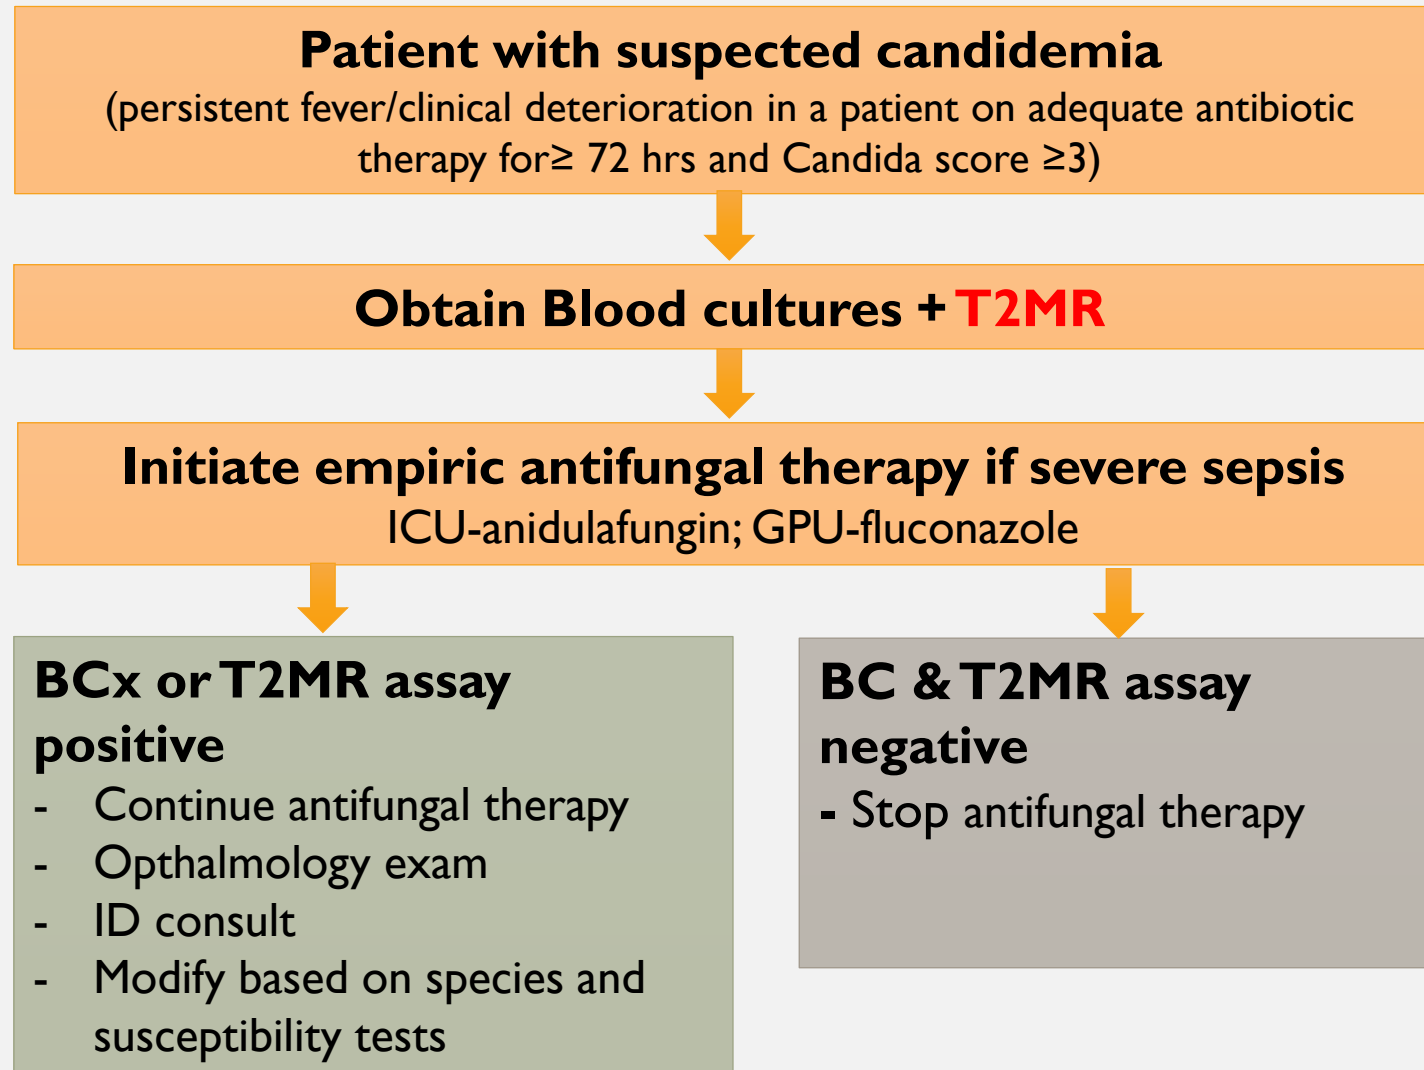 Patient with suspected candidemia
(persistent fever/clinical deterioration in a patient on adequate antibiotic
therapy for≥ 72 hrs and Candida score ≥3)
Obtain Blood cultures + T2MR
Initiate empiric antifungal therapy if severe sepsis
ICU-anidulafungin; GPU-fluconazole
BCx or T2MR assay
positive
- Continue antifungal therapy
- Opthalmology exam
- ID consult
- Modify based on species and
susceptibility tests
BC & T2MR assay
negative
- Stop antifungal therapy